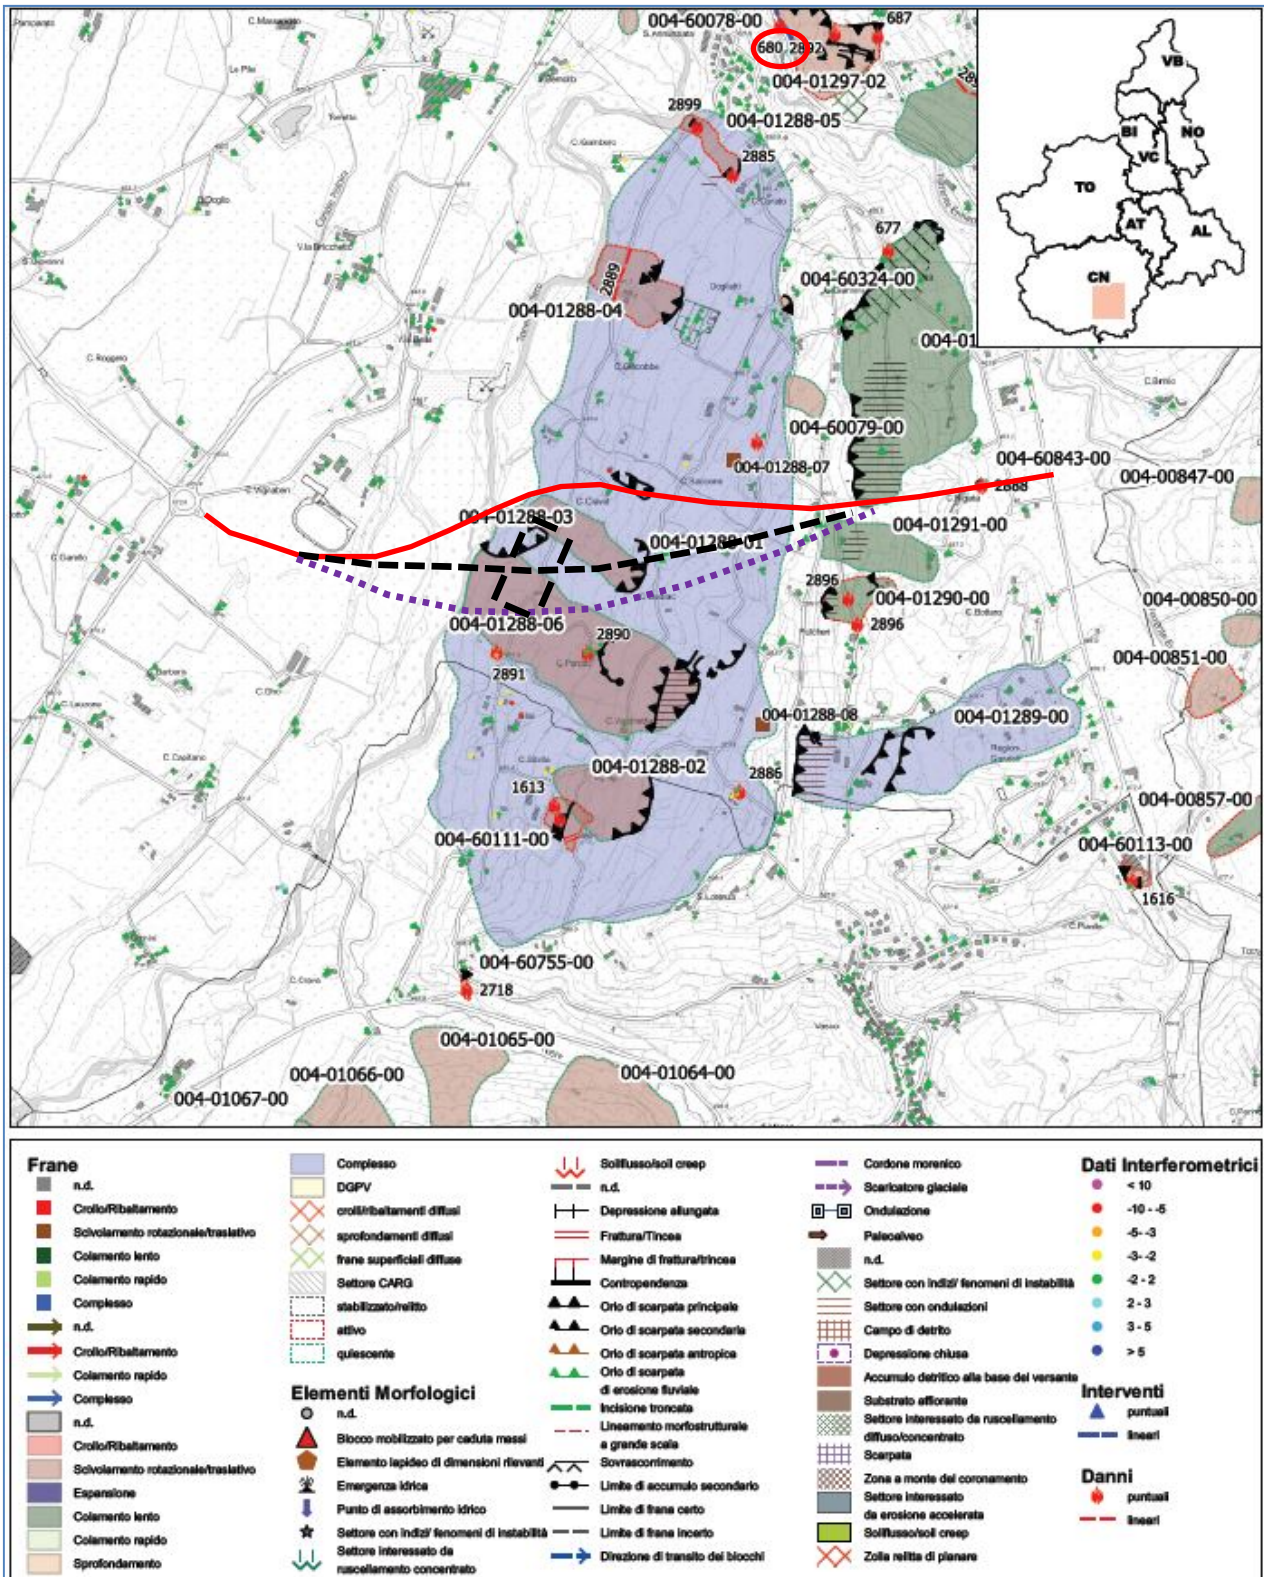 004-60078-00
687
680 2892
004-01297-02
2899
004-01288-05
2885
677
004-60324-00
2889
004-01288-04
004-01
004-60079-00
004-01288-07
004-60843-00
004-00847-00
2888
004-01288-03
004-01291-00
004-01288-01
2896
004-01290-00
004-00850-00
2896
004-01288-06
2890
2891
004-00851-00
004-01288-08
004-01289-00
004-01288-02
2886
1613
004-60111-00
004-00857-00
004-60113-00
1616
004-60755-00
2718
004-01065-00
004-01066-00
004-01064-00
004-01067-00
C. Roggero
C. Gambero
C. Capitano
C. Barberis
S. Lorenzo
Vasco
VB
BI
NO
VC
TO
AT
AL
CN
Frane
n.d.
Crollo/Ribaltamento
Scivolamento rotazionale/traslativo
Colamento lento
Colamento rapido
Complesso
n.d.
Crollo/Ribaltamento
Colamento rapido
Complesso
n.d.
Crollo/Ribaltamento
Scivolamento rotazionale/traslativo
Espansione
Colamento lento
Colamento rapido
Sprofondamento
Complesso
DGPV
crolli/ribaltamenti diffusi
sprofondamenti diffusi
frane superficiali diffuse
Settore CARG
stabilizzato/relitto
attivo
quiescente
Elementi Morfologici
n.d.
Blocco mobilizzato per caduta massi
Elemento lapideo di dimensioni rilevanti
Emergenza idrica
Punto di assorbimento idrico
Settore con indizi/ fenomeni di instabilità
Settore interessato da
ruscellamento concentrato
Soliflusso/soil creep
n.d.
Depressione allungata
Frattura/Tincea
Margine di frattura/trincea
Contropendenza
Orlo di scarpata principale
Orlo di scarpata secondaria
Orlo di scarpata antropica
Orlo di scarpata
di erosione fluviale
Incisione troncata
Lineamento morfostrutturale
a grande scala
Sovrascorrimento
Limite di accumulo secondario
Limite di frana certo
Limite di frana incerto
Direzione di transito dei blocchi
Cordone morenico
Scaricatore glaciale
Ondulazione
Paleoalveo
n.d.
Settore con indizi/ fenomeni di instabilità
Settore con ondulazioni
Campo di detrito
Depressione chiusa
Accumulo detritico alla base del versante
Substrato affiorante
Settore interessato da ruscellamento
diffuso/concentrato
Scarpata
Zona a monte del coronamento
Settore interessato
da erosione accelerata
Soliflusso/soil creep
Zolla relitta di planare
Dati Interferometrici
< 10
-10 - -5
-5- -3
-3- -2
-2 - 2
2 - 3
3 - 5
> 5
Interventi
puntuali
lineari
Danni
puntuali
lineari